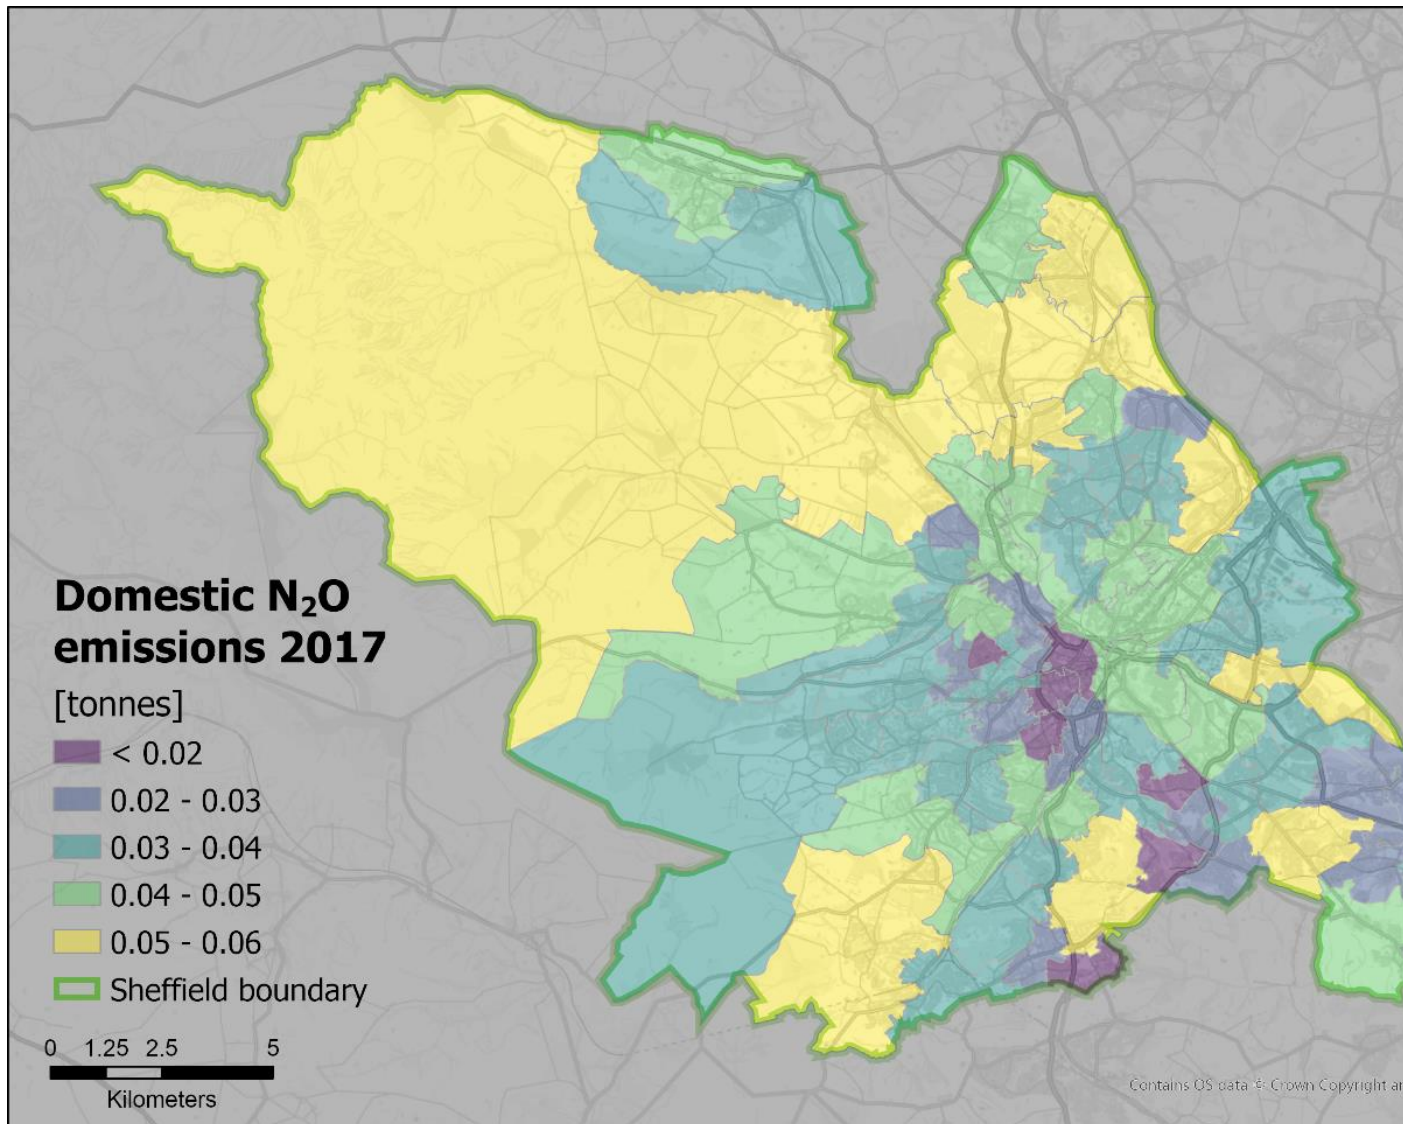 Domestic N₂O
emissions 2017
[tonnes]
< 0.02
0.02 - 0.03
0.03 - 0.04
0.04 - 0.05
0.05 - 0.06
Sheffield boundary
0 1.25 2.5 5
Kilometers
Contains OS data © Crown Copyright